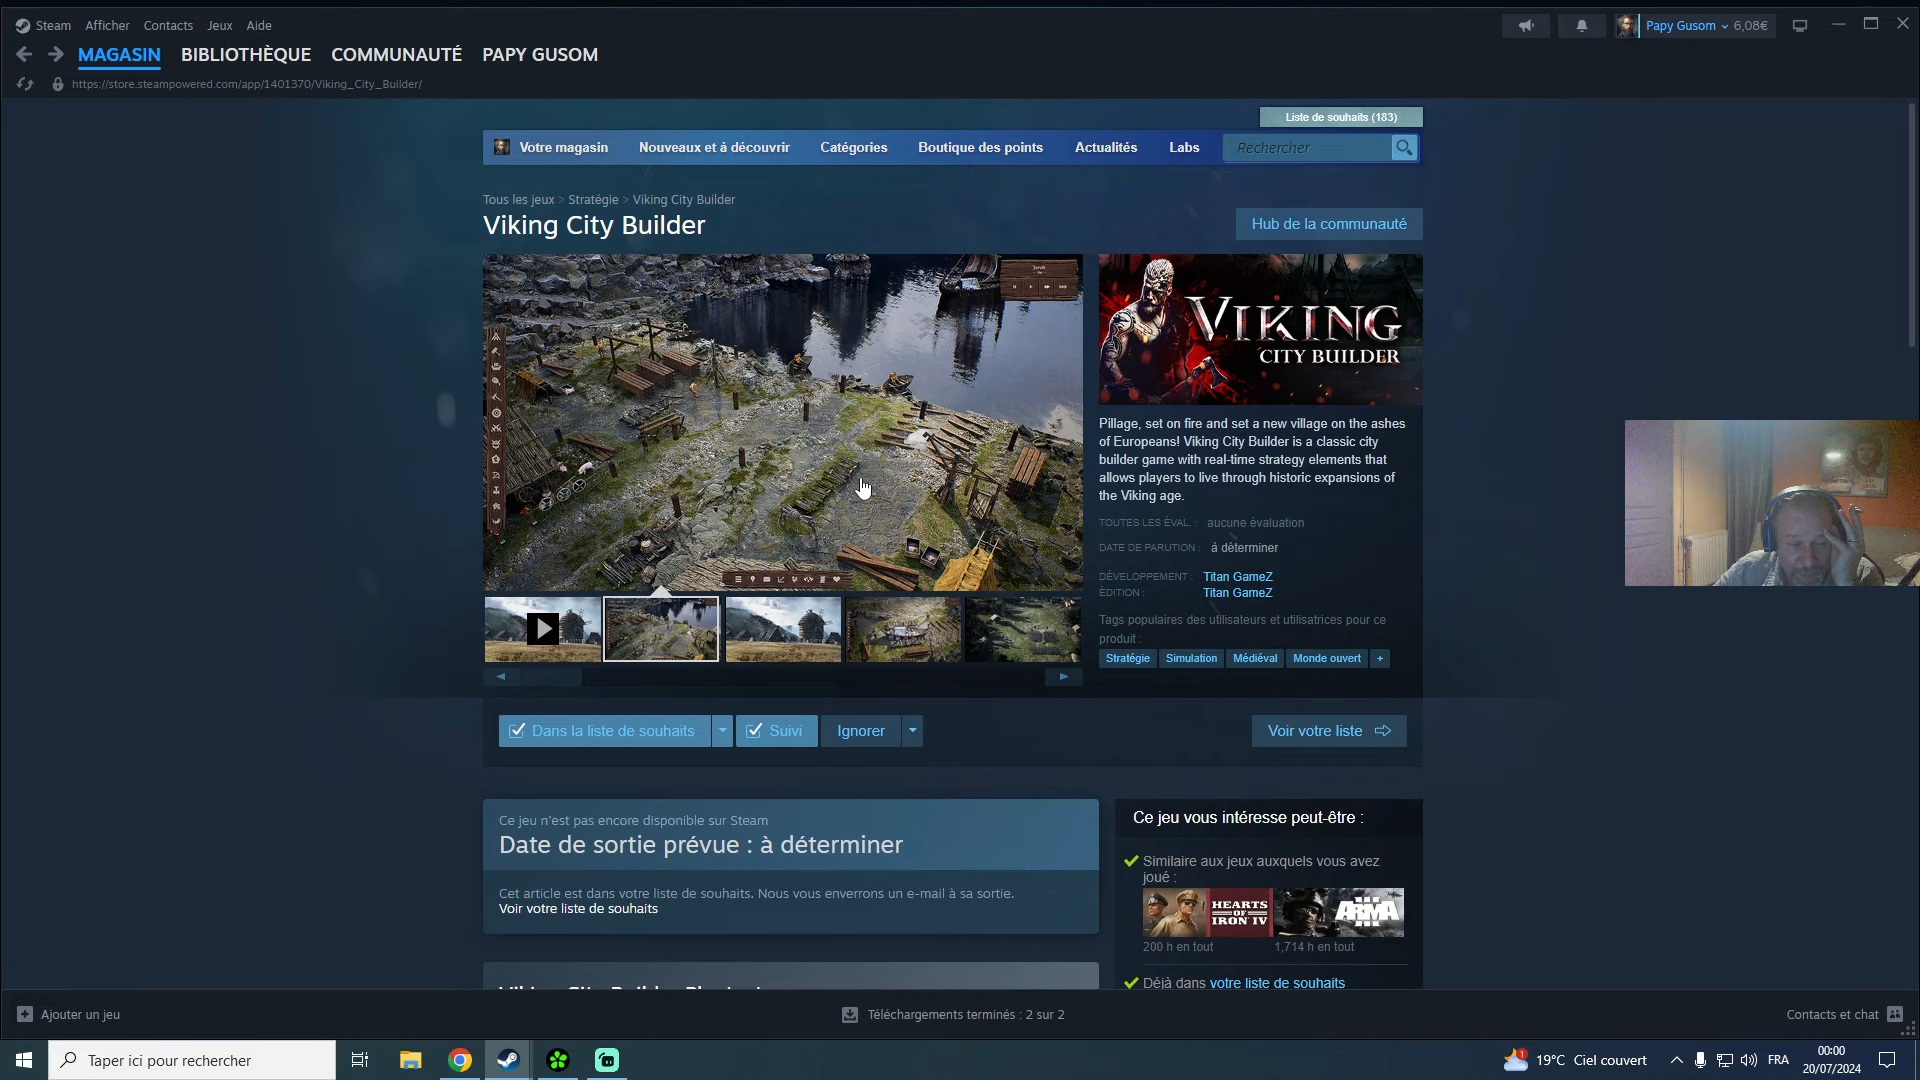 Steam Afficher Contacts Jeux Aide
Papy Gusom 6,08€
MAGASIN BIBLIOTHÈQUE COMMUNAUTÉ PAPY GUSOM
https://store.steampowered.com/app/1401370/Viking_City_Builder/
Liste de souhaits (183)
Votre magasin Nouveaux et à découvrir Catégories Boutique des points Actualités Labs Rechercher
Tous les jeux > Stratégie > Viking City Builder
Viking City Builder
Hub de la communauté
VIKING
CITY BUILDER
Pillage, set on fire and set a new village on the ashes
of Europeans! Viking City Builder is a classic city
builder game with real-time strategy elements that
allows players to live through historic expansions of
the Viking age.
TOUTES LES ÉVAL. : aucune évaluation
DATE DE PARUTION : à déterminer
DÉVELOPPEMENT : Titan GameZ
ÉDITION : Titan GameZ
Tags populaires des utilisateurs et utilisatrices pour ce
produit :
Stratégie Simulation Médiéval Monde ouvert +
Dans la liste de souhaits Suivi Ignorer Voir votre liste
Ce jeu n'est pas encore disponible sur Steam
Date de sortie prévue : à déterminer
Cet article est dans votre liste de souhaits. Nous vous enverrons un e-mail à sa sortie.
Voir votre liste de souhaits
Ce jeu vous intéresse peut-être :
Similaire aux jeux auxquels vous avez
joué :
HEARTS
OF
IRON IV
ARMA
III
200 h en tout 1,714 h en tout
Déjà dans votre liste de souhaits
Ajouter un jeu
Téléchargements terminés : 2 sur 2
Contacts et chat
Taper ici pour rechercher
1
19°C Ciel couvert
FRA
00:00
20/07/2024